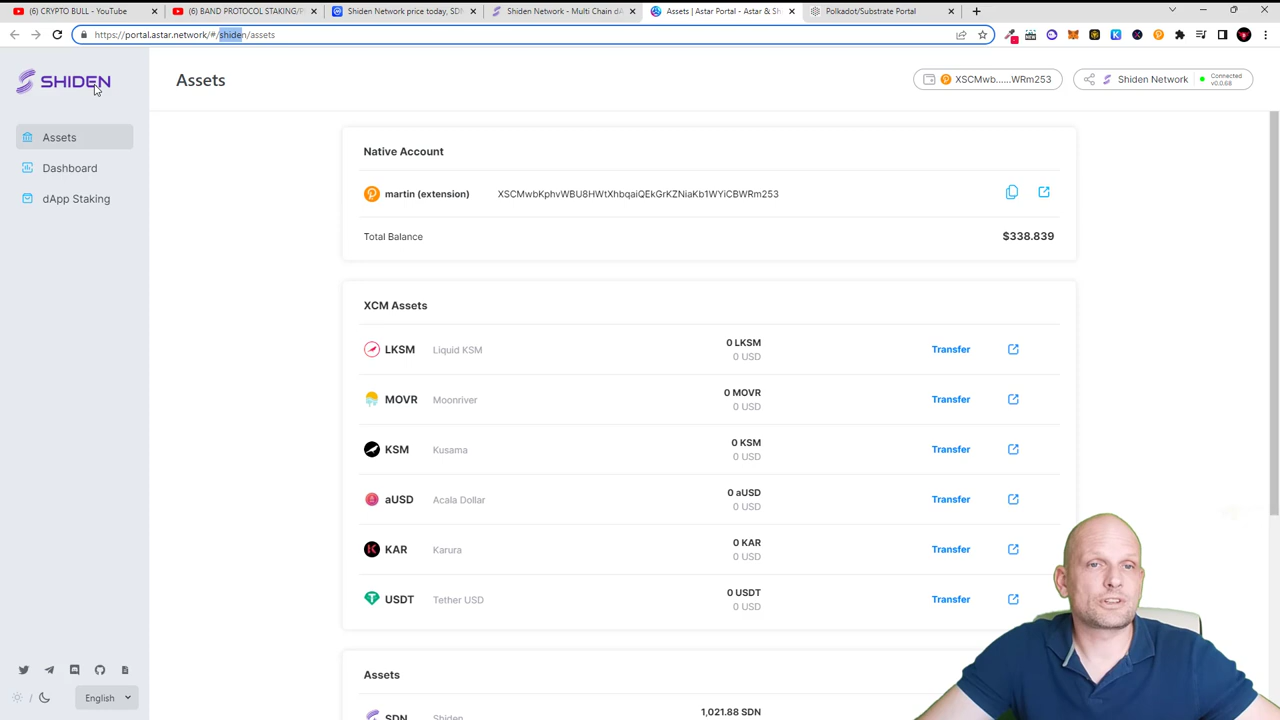 (6) CRYPTO BULL - YouTube
(6) BAND PROTOCOL STAKING/P
Shiden Network price today, SDN
Shiden Network - Multi Chain dA
Assets | Astar Portal - Astar & Sh
Polkadot/Substrate Portal
https://portal.astar.network/#/shiden/assets
SHIDEN
Assets
XSCMwb......WRm253
Shiden Network
Connected
v0.0.68
Assets
Dashboard
dApp Staking
Native Account
martin (extension)
XSCMwbKphvWBU8HWtXhbqaiQEkGrKZNiaKb1WYiCBWRm253
Total Balance
$338.839
XCM Assets
LKSM Liquid KSM 0 LKSM Transfer
0 USD
MOVR Moonriver 0 MOVR Transfer
0 USD
KSM Kusama 0 KSM Transfer
0 USD
aUSD Acala Dollar 0 aUSD Transfer
0 USD
KAR Karura 0 KAR Transfer
0 USD
USDT Tether USD 0 USDT Transfer
0 USD
Assets
SDN Shiden 1,021.88 SDN
English